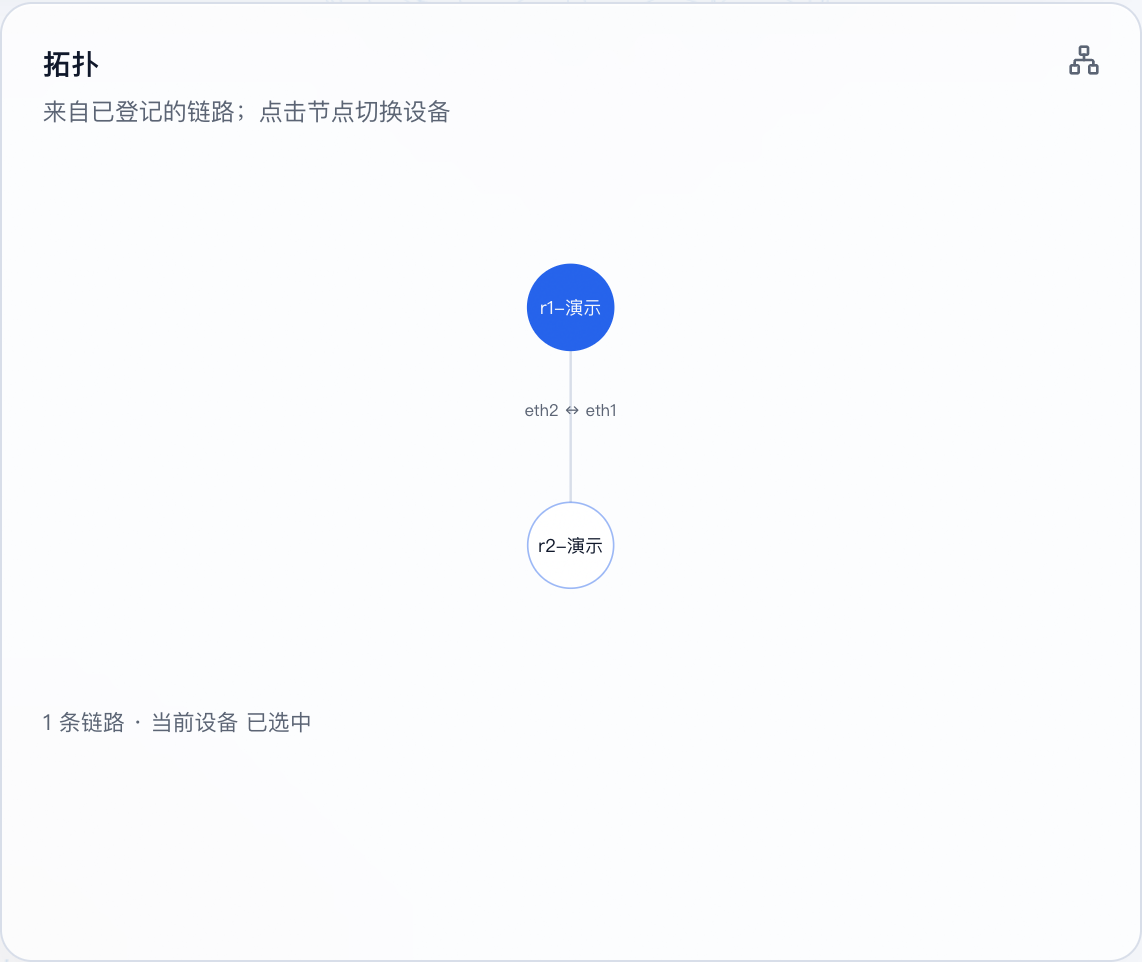 拓扑
来自已登记的链路；点击节点切换设备
r1-演示
eth2 ↔ eth1
r2-演示
1 条链路 · 当前设备 已选中